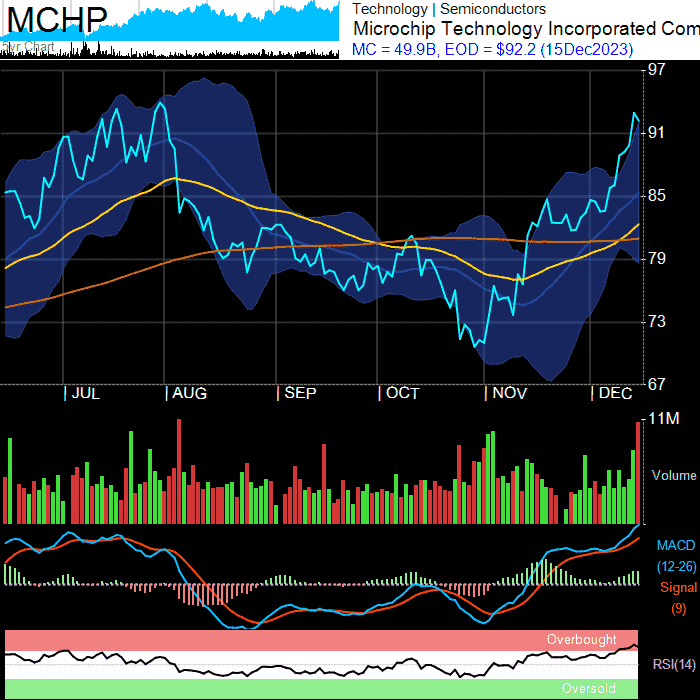 MCHP
5yr Chart
Technology | Semiconductors
Microchip Technology Incorporated Com
MC = 49.9B, EOD = $92.2 (15Dec2023)
97
91
85
79
73
67
| JUL | AUG | SEP | OCT | NOV | DEC
11M
Volume
MACD
(12-26)
Signal
(9)
Overbought
RSI(14)
Oversold